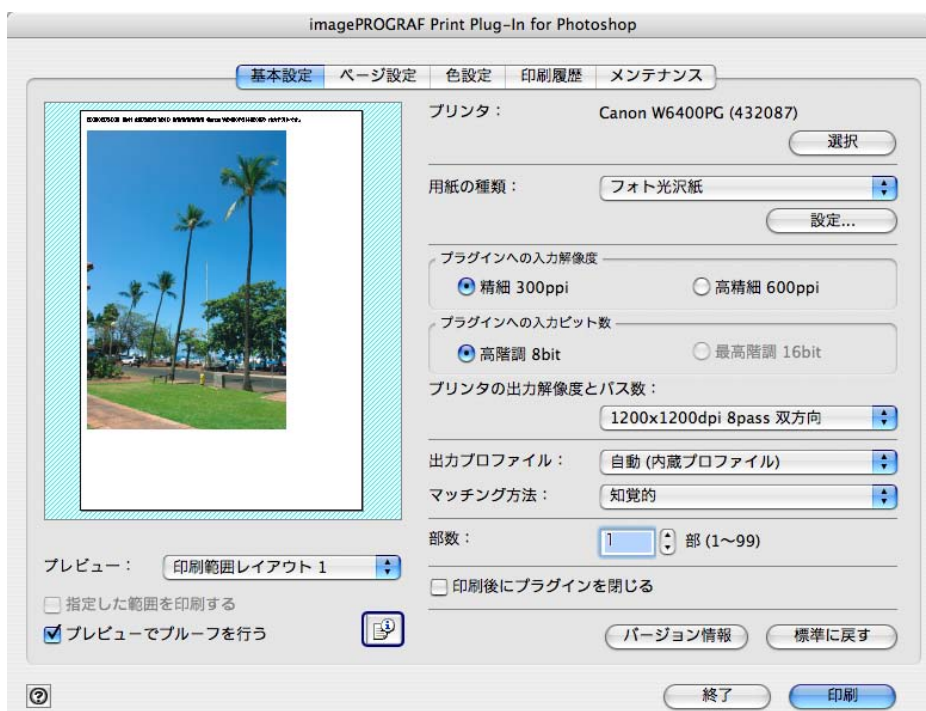 imagePROGRAF Print Plug-In for Photoshop
基本設定 ページ設定 色設定 印刷履歴 メンテナンス
プリンタ： Canon W6400PG (432087)
選択
用紙の種類： フォト光沢紙
設定...
プラグインへの入力解像度
精細 300ppi 高精細 600ppi
プラグインへの入力ビット数
高階調 8bit 最高階調 16bit
プリンタの出力解像度とパス数：
1200x1200dpi 8pass 双方向
出力プロファイル： 自動 (内蔵プロファイル)
マッチング方法： 知覚的
部数： 1 部 (1〜99)
印刷後にプラグインを閉じる
プレビュー： 印刷範囲レイアウト 1
指定した範囲を印刷する
プレビューでプルーフを行う
バージョン情報 標準に戻す
終了 印刷